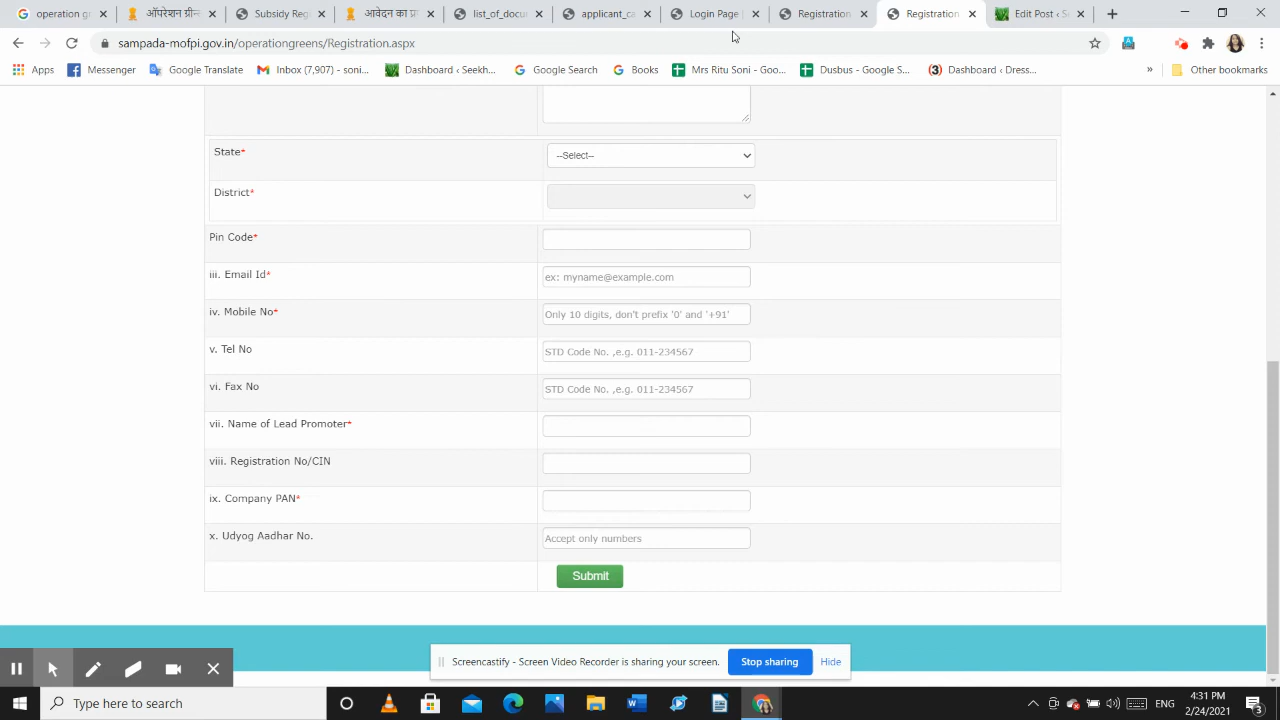 operation gr
ऑपरेशन ग्री
Subsidy Reg
आवेदन का प्र
list_of_docu
applicant_ca
Login Page |
Registration
Registration
Edit Post ‹ Se
sampada-mofpi.gov.in/operationgreens/Registration.aspx
Apps
Messenger
Google Translate
Inbox (7,907) - soni...
Dashboard ‹ Seekh...
Google Search
Books
Mrs Rai Soni - Goo...
Dusbus - Google S...
Dashboard ‹ Dress...
»
Other bookmarks
State*
--Select--
District*
Pin Code*
iii. Email Id*
ex: myname@example.com
iv. Mobile No*
Only 10 digits, don't prefix '0' and '+91'
v. Tel No
STD Code No. ,e.g. 011-234567
vi. Fax No
STD Code No. ,e.g. 011-234567
vii. Name of Lead Promoter*
viii. Registration No/CIN
ix. Company PAN*
x. Udyog Aadhar No.
Accept only numbers
Submit
Screencastify - Screen Video Recorder is sharing your screen.
Stop sharing
Hide
Type here to search
ENG
4:31 PM
2/24/2021
3